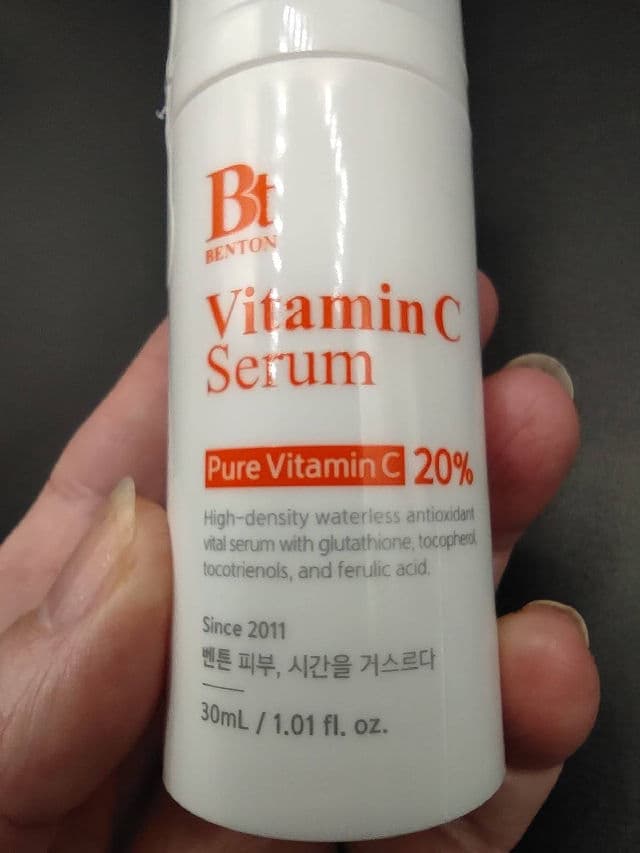 Bt
BENTON
Vitamin C
Serum
Pure Vitamin C 20%
High-density waterless antioxidant
vital serum with glutathione, tocopherol,
tocotrienols, and ferulic acid.
Since 2011
벤튼 피부, 시간을 거스르다
30mL / 1.01 fl. oz.